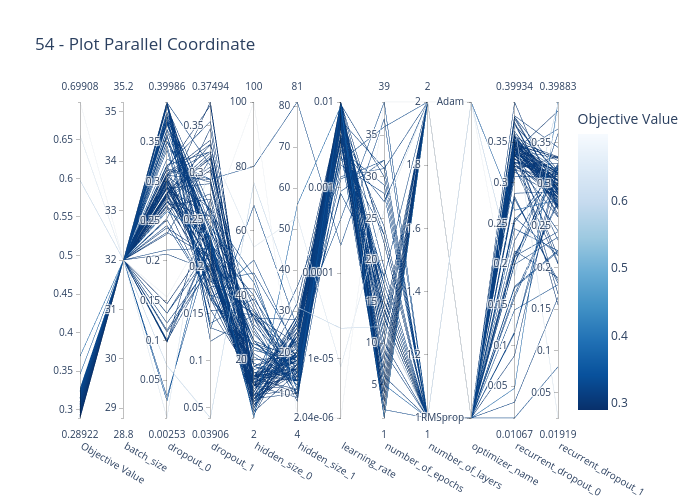 54 - Plot Parallel Coordinate
0.69908 35.2 0.39986 0.37494 100 81 39 2 0.39934 0.39883
Objective Value
0.65 0.6 0.55 0.5 0.45 0.4 0.35 0.3
35 34 33 32 31 30 29
0.35 0.3 0.25 0.2 0.15 0.1 0.05
0.35 0.3 0.25 0.2 0.15 0.1 0.05
100 80 60 40 20
80 70 60 50 40 30 20 10
0.01 0.001 0.0001 1e-05 2.04e-06
35 30 25 20 15 10 5
2 1.8 1.6 1.4 1.2 1
Adam RMSprop
0.35 0.3 0.25 0.2 0.15 0.1 0.05
0.35 0.3 0.25 0.2 0.15 0.1 0.05
0.6
0.5
0.4
0.3
0.28922 28.8 0.00253 0.03906 2 4 1 1 0.01067 0.01919
Objective Value
batch_size
dropout_0
dropout_1
hidden_size_0
hidden_size_1
learning_rate
number_of_epochs
number_of_layers
optimizer_name
recurrent_dropout_0
recurrent_dropout_1